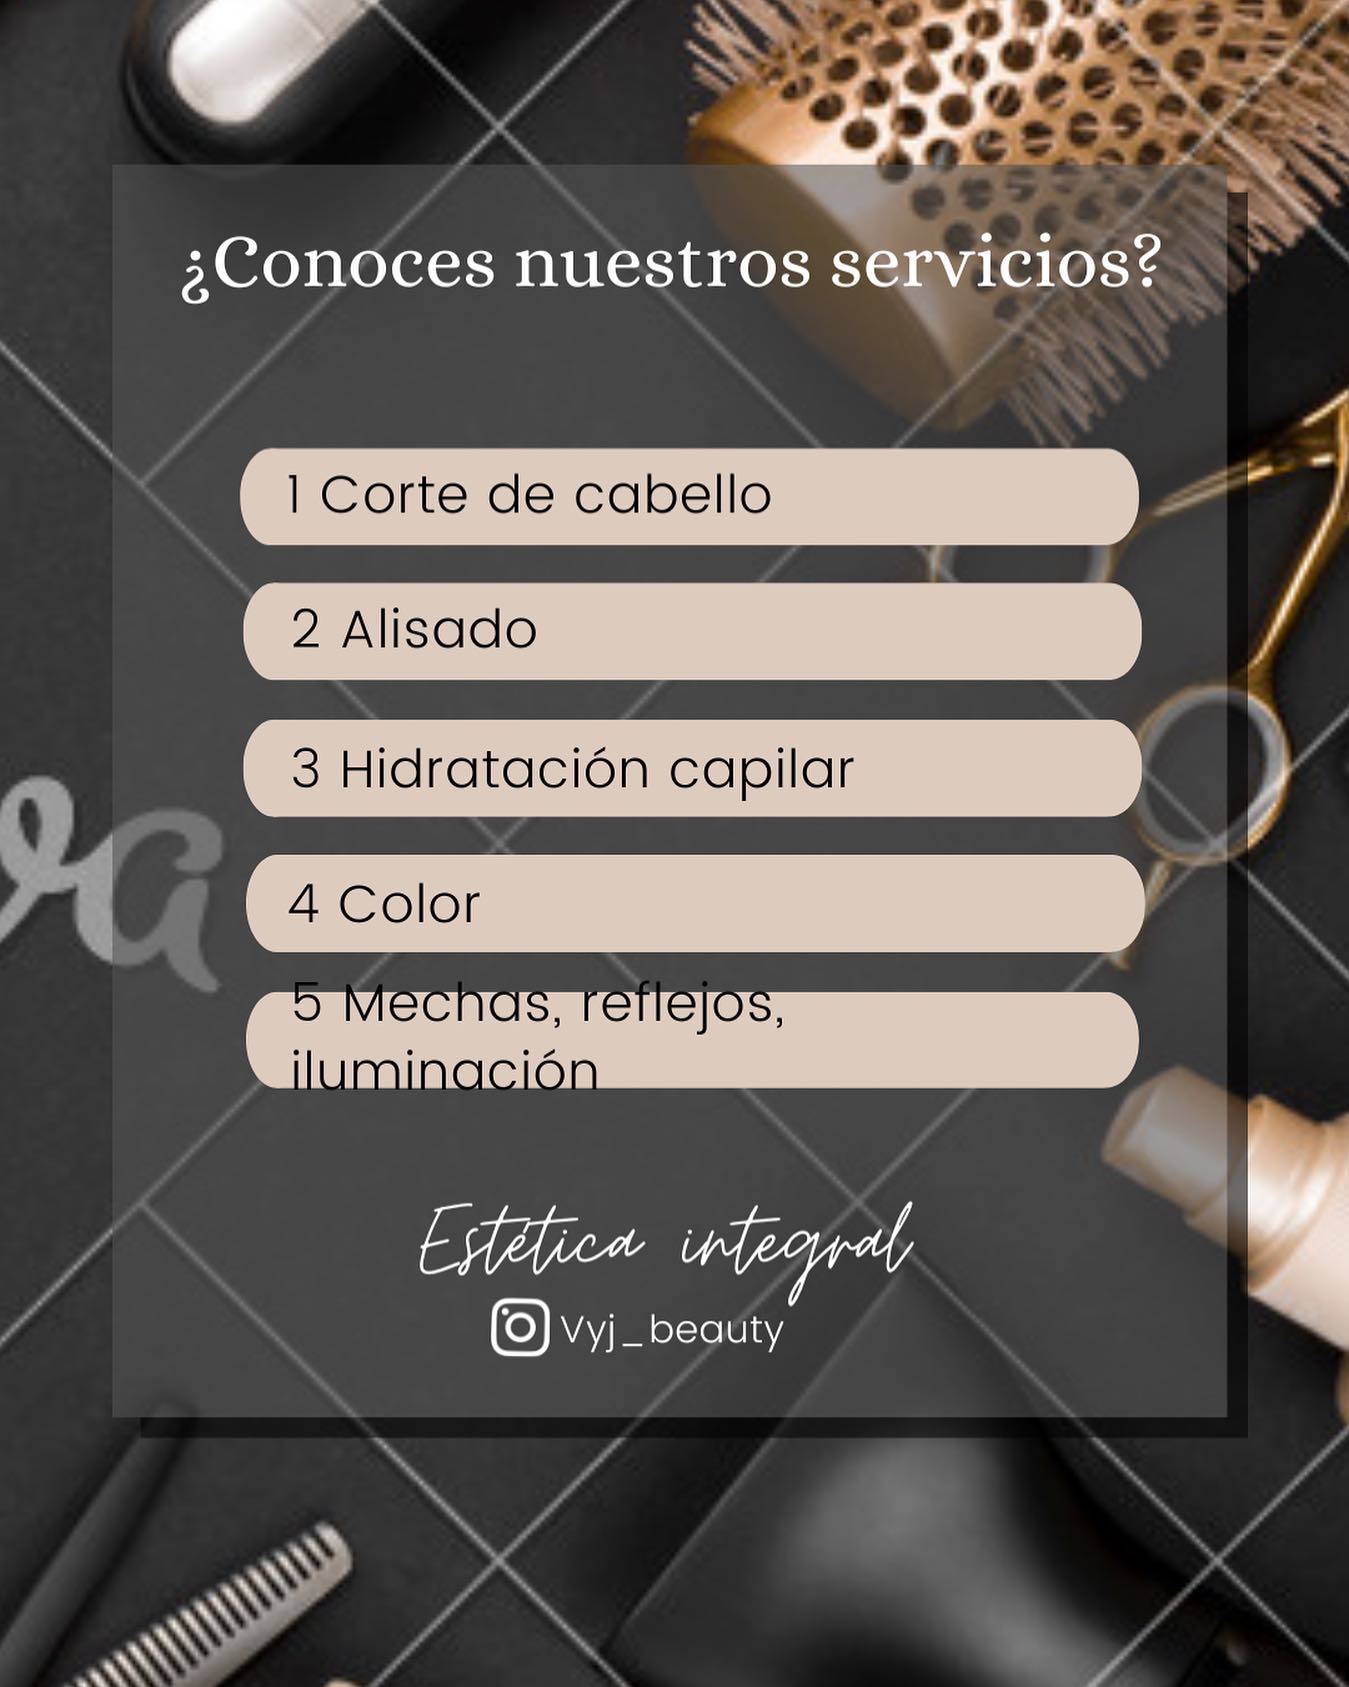 ¿Conoces nuestros servicios?
1 Corte de cabello
2 Alisado
3 Hidratación capilar
4 Color
5 Mechas, reflejos,
iluminación
va
Estética integral
Vyj_beauty